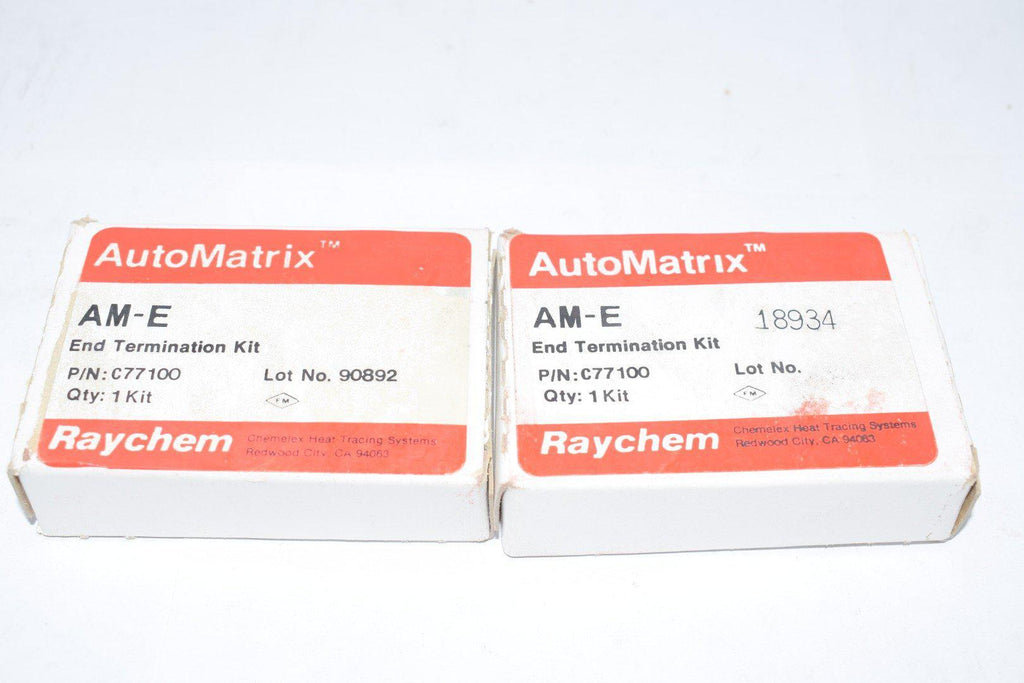 AutoMatrix™
AM-E
End Termination Kit
P/N: C77100 Lot No. 90892
Qty: 1 Kit
FM
Raychem
Chemelex Heat Tracing Systems
Redwood City, CA 94063
AutoMatrix™
AM-E 18934
End Termination Kit
P/N: C77100 Lot No.
Qty: 1 Kit
FM
Raychem
Chemelex Heat Tracing Systems
Redwood City, CA 94063